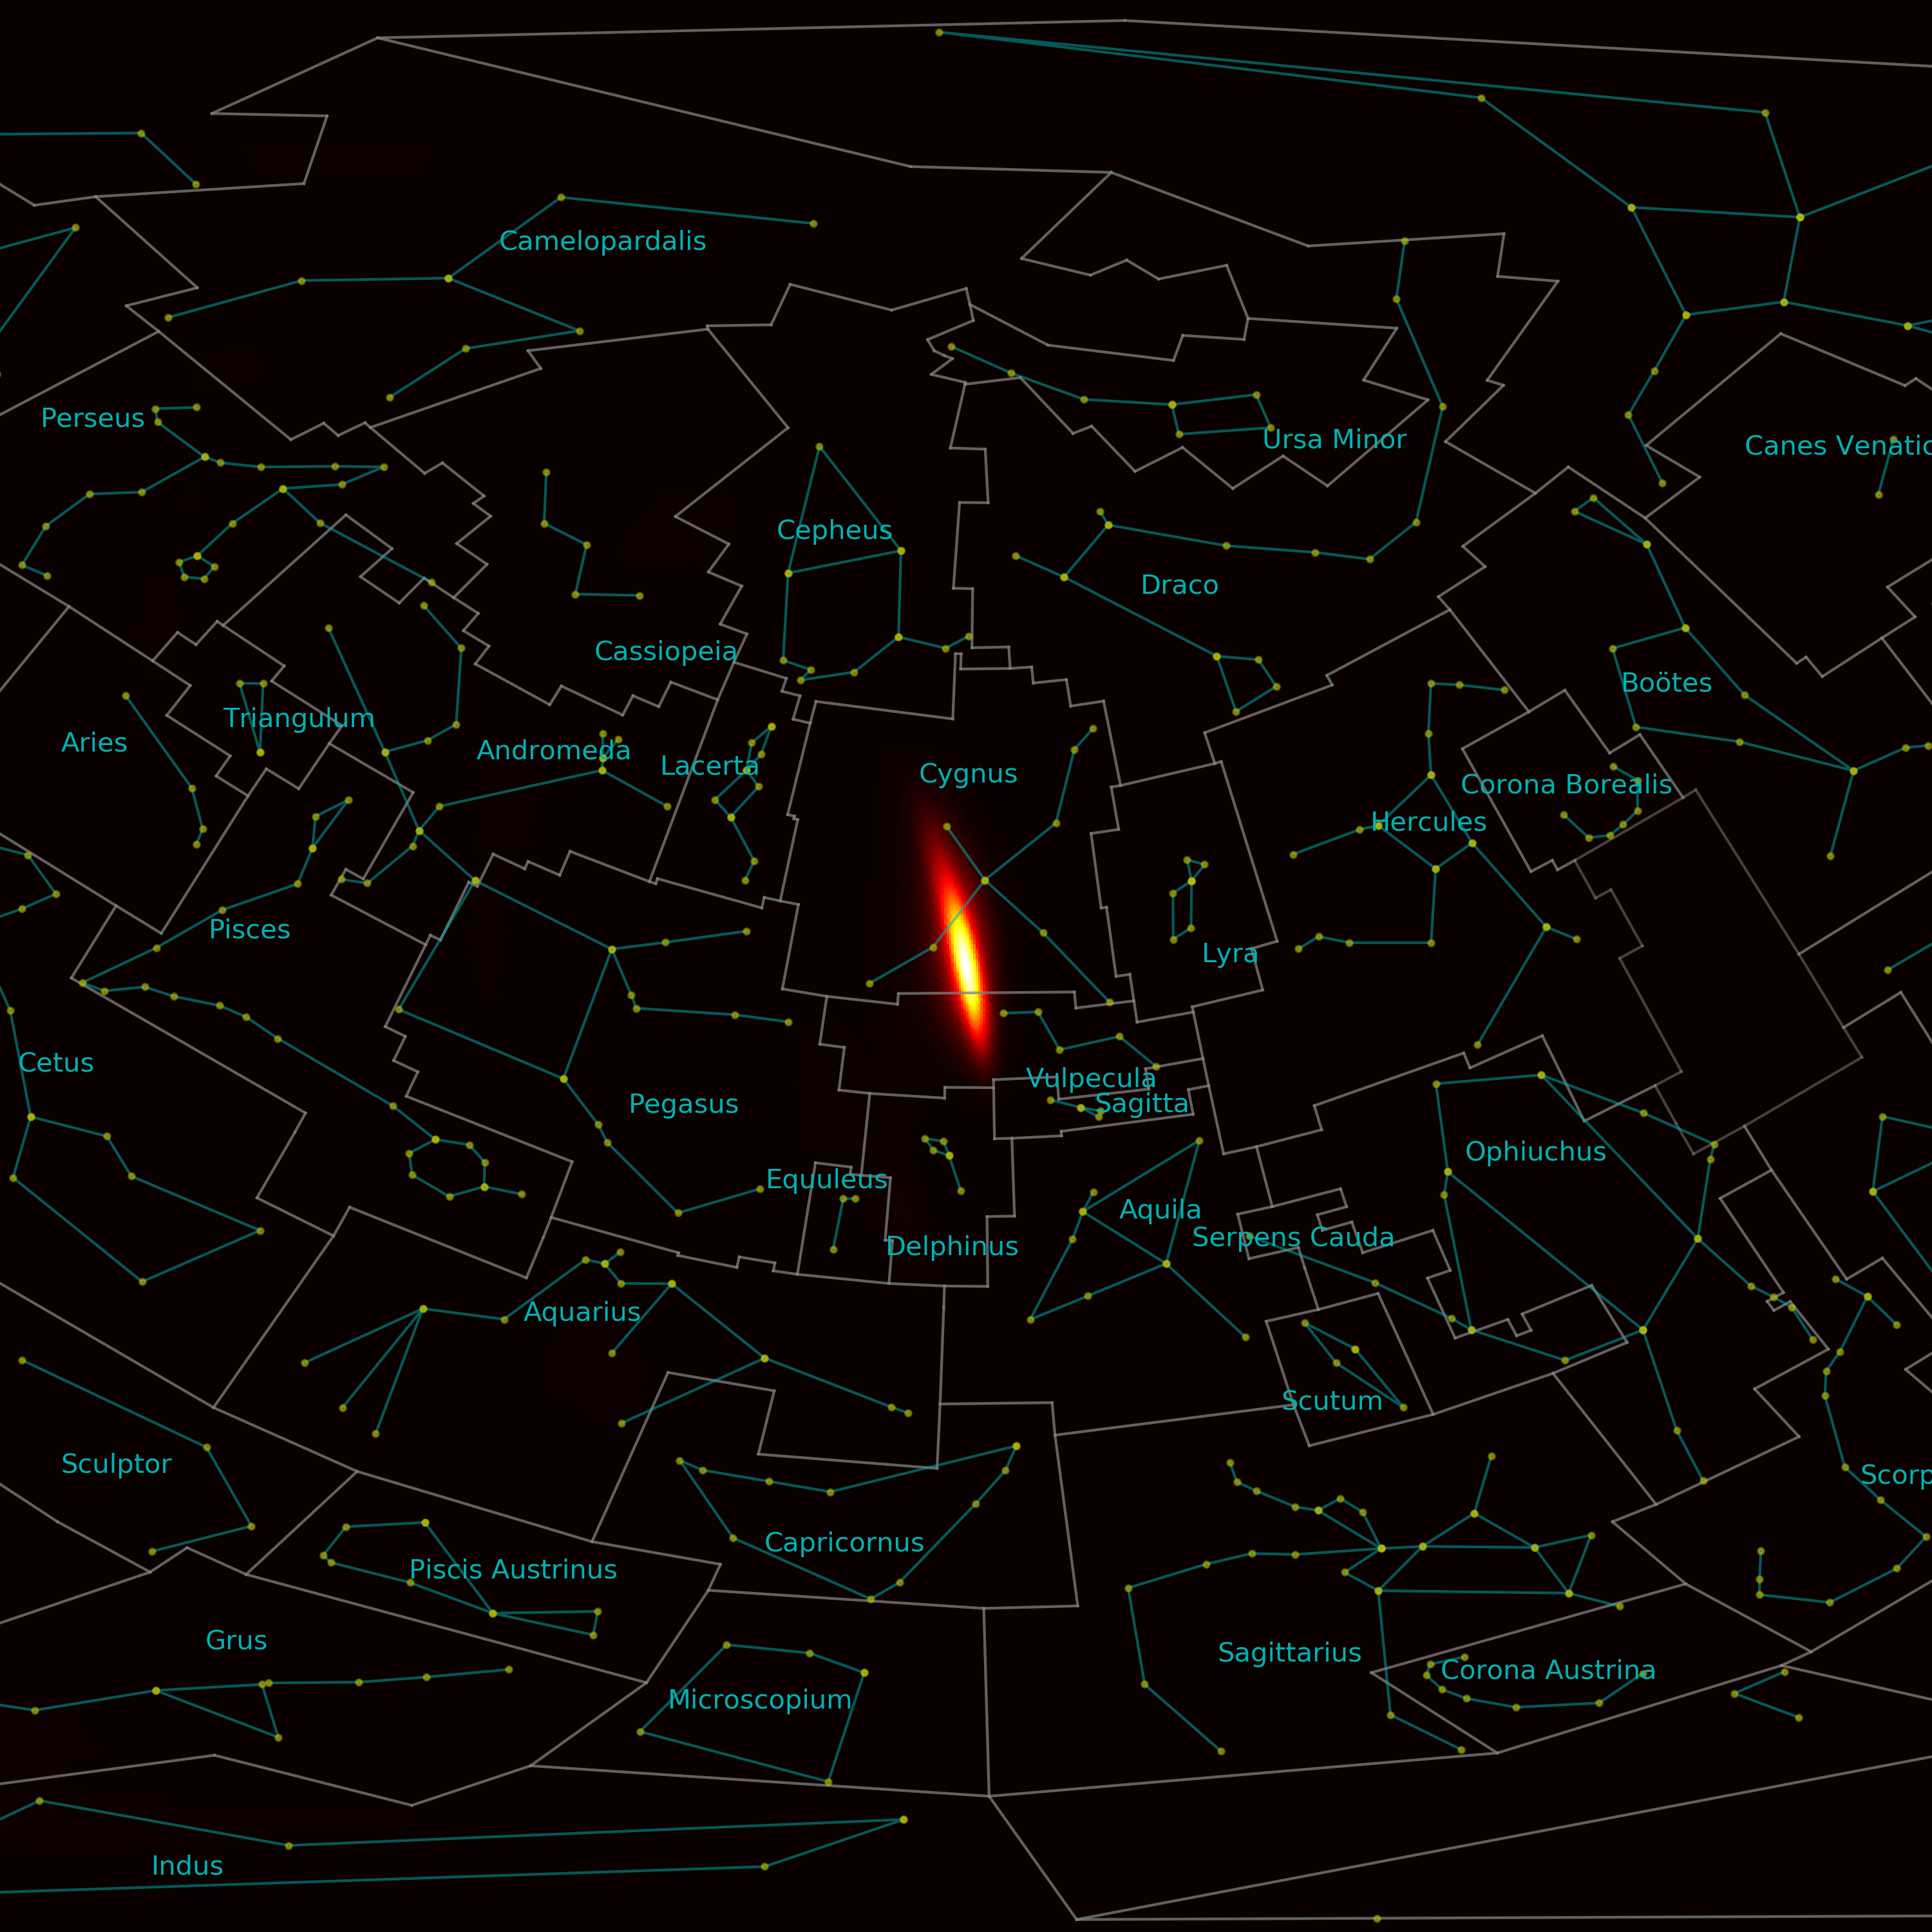 Camelopardalis
Perseus
Ursa Minor
Canes Venatic
Cepheus
Draco
Cassiopeia
Boötes
Triangulum
Aries
Andromeda
Lacerta
Cygnus
Corona Borealis
Hercules
Pisces
Lyra
Cetus
Vulpecula
Pegasus
Sagitta
Ophiuchus
Equuleus
Aquila
Serpens Cauda
Delphinus
Aquarius
Scutum
Sculptor
Scorp
Capricornus
Piscis Austrinus
Grus
Sagittarius
Corona Austrina
Microscopium
Indus